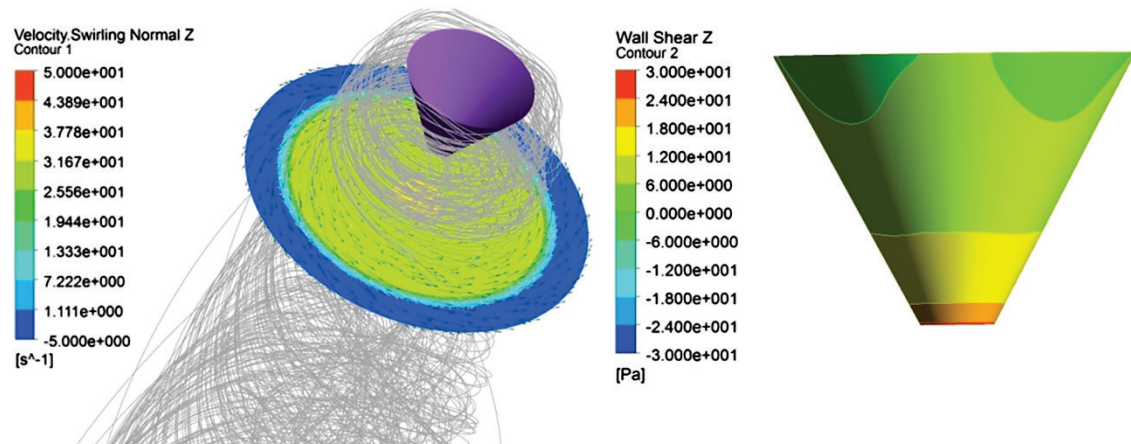 Velocity.Swirling Normal Z
Contour 1
5.000e+001
4.389e+001
3.778e+001
3.167e+001
2.556e+001
1.944e+001
1.333e+001
7.222e+000
1.111e+000
-5.000e+000
[s^-1]
Wall Shear Z
Contour 2
3.000e+001
2.400e+001
1.800e+001
1.200e+001
6.000e+000
0.000e+000
-6.000e+000
-1.200e+001
-1.800e+001
-2.400e+001
-3.000e+001
[Pa]